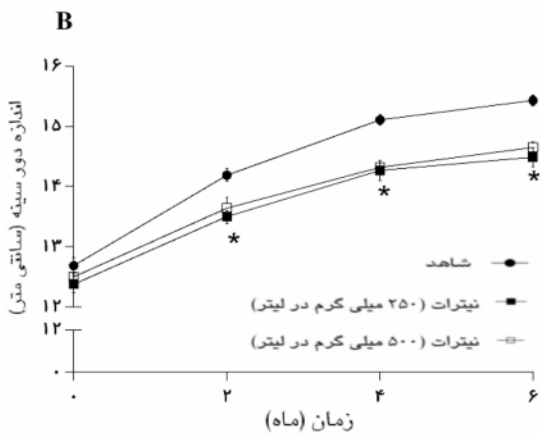 B
۱۶
۱۵
۱۴
۱۳
۱۲
۱۲
۰
اندازه دور سینه (سانتی متر)
*
*
*
شاهد
نیترات (۲۵۰ میلی گرم در لیتر)
نیترات (۵۰۰ میلی گرم در لیتر)
۰ ۲ ۴ ۶
زمان (ماه)